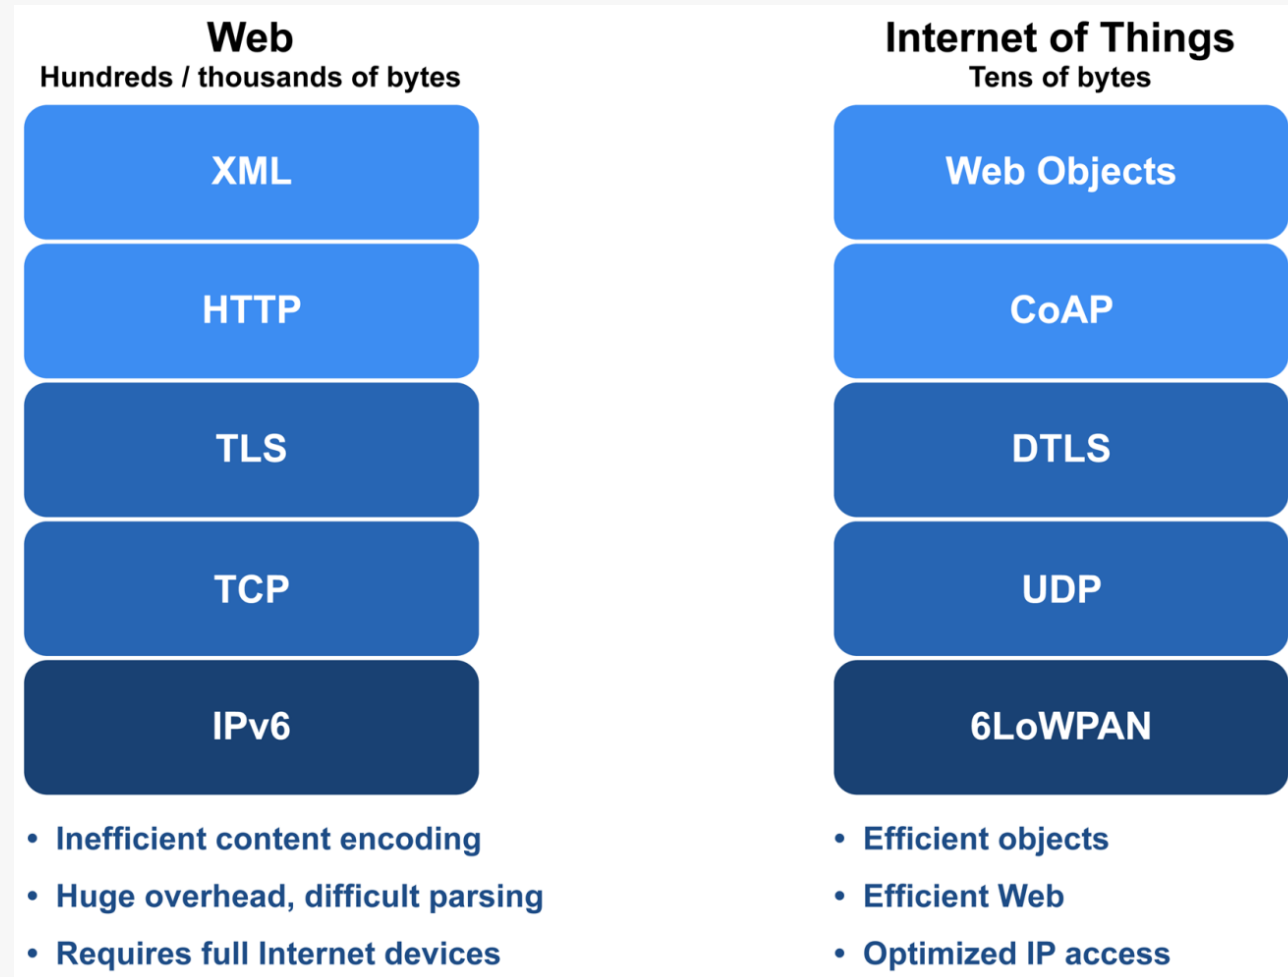 Web
Hundreds / thousands of bytes
XML
HTTP
TLS
TCP
IPv6
• Inefficient content encoding
• Huge overhead, difficult parsing
• Requires full Internet devices
Internet of Things
Tens of bytes
Web Objects
CoAP
DTLS
UDP
6LoWPAN
• Efficient objects
• Efficient Web
• Optimized IP access